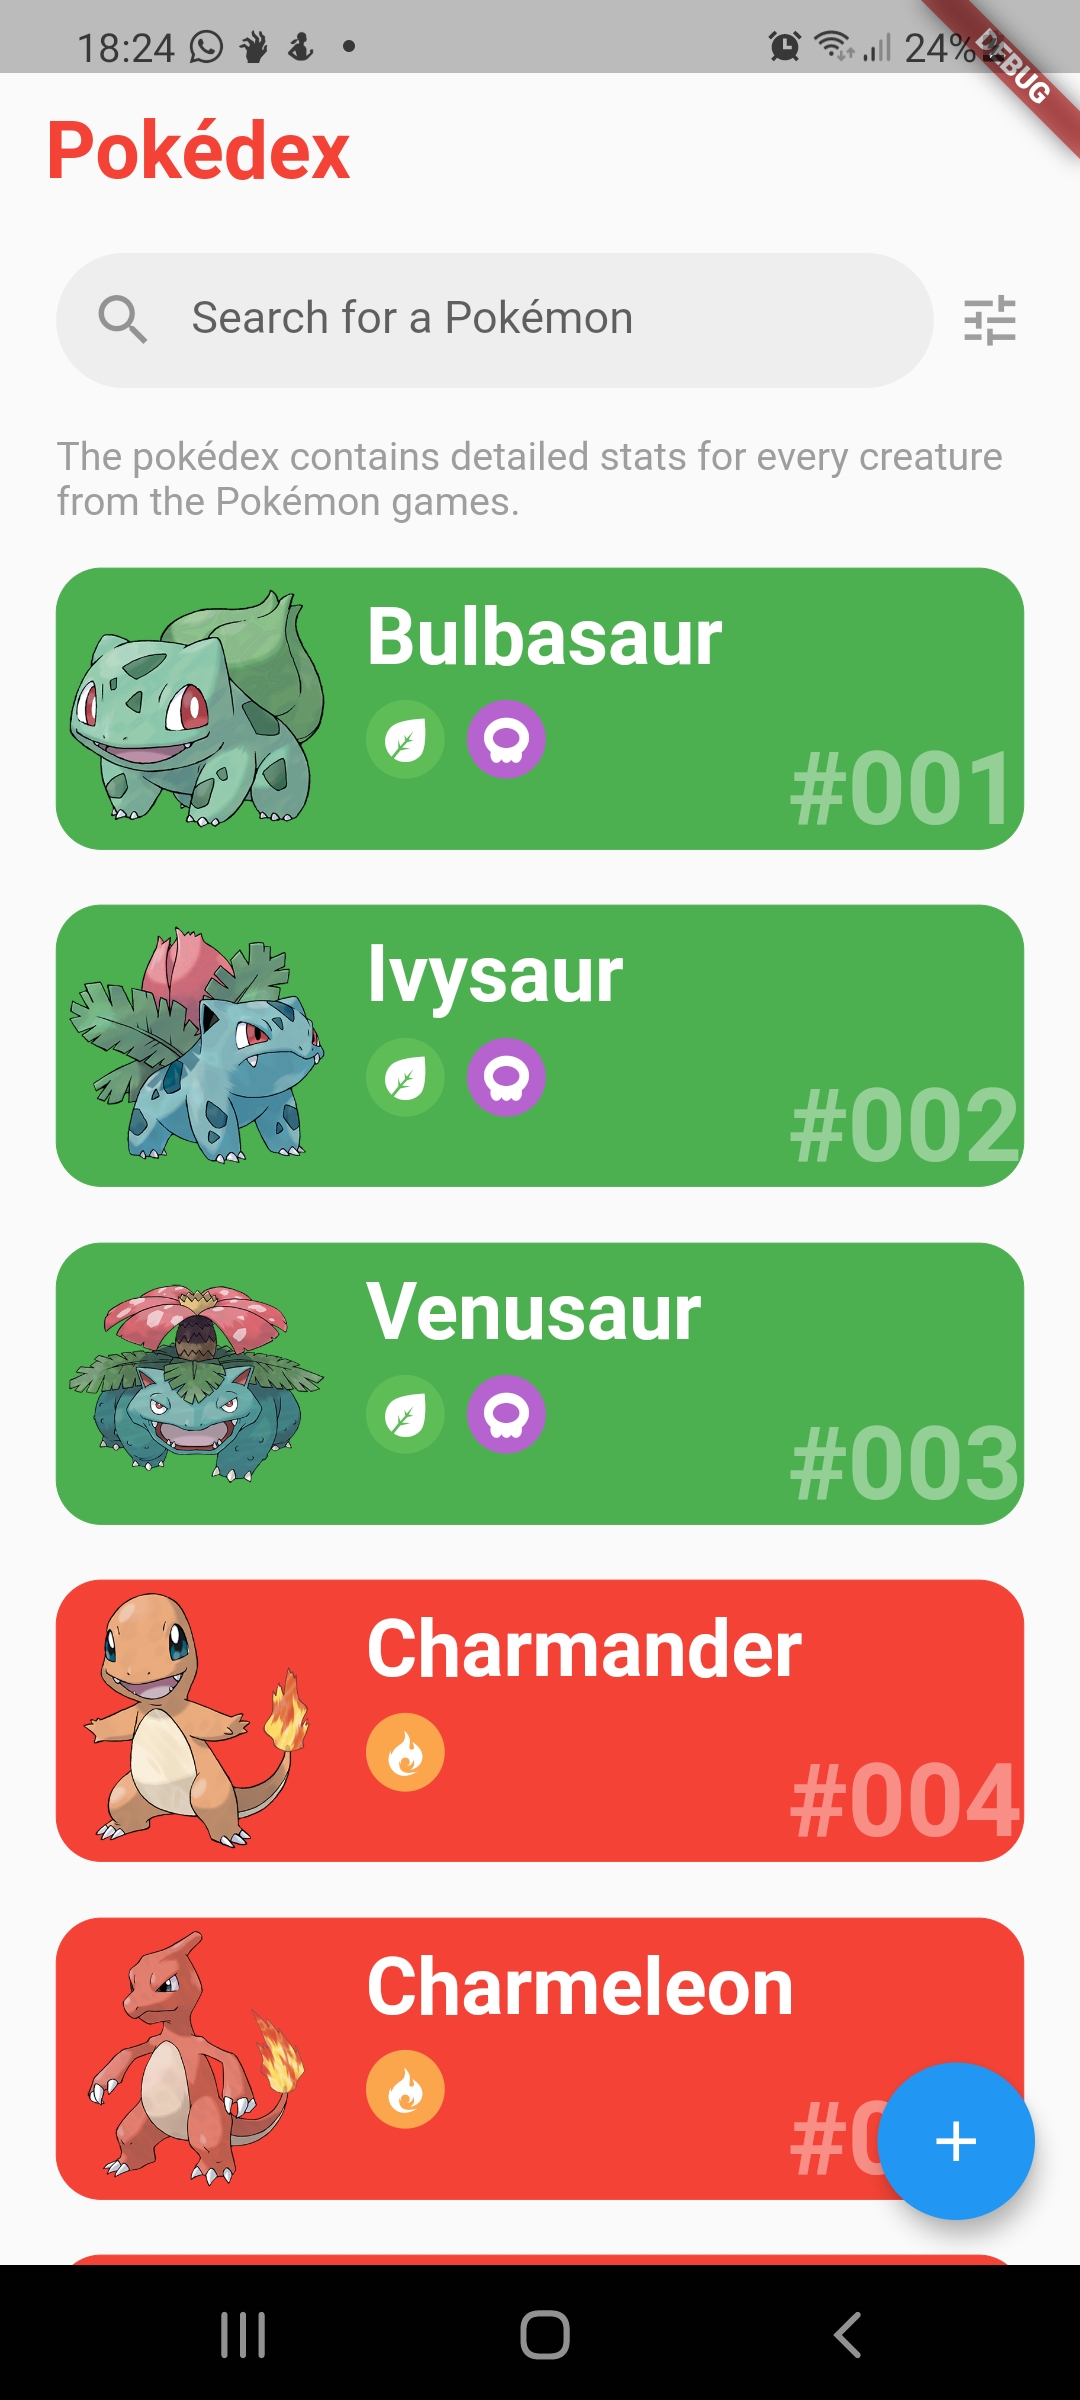 18:24
24%
DEBUG
Pokédex
Search for a Pokémon
The pokédex contains detailed stats for every creature
from the Pokémon games.
Bulbasaur
#001
Ivysaur
#002
Venusaur
#003
Charmander
#004
Charmeleon